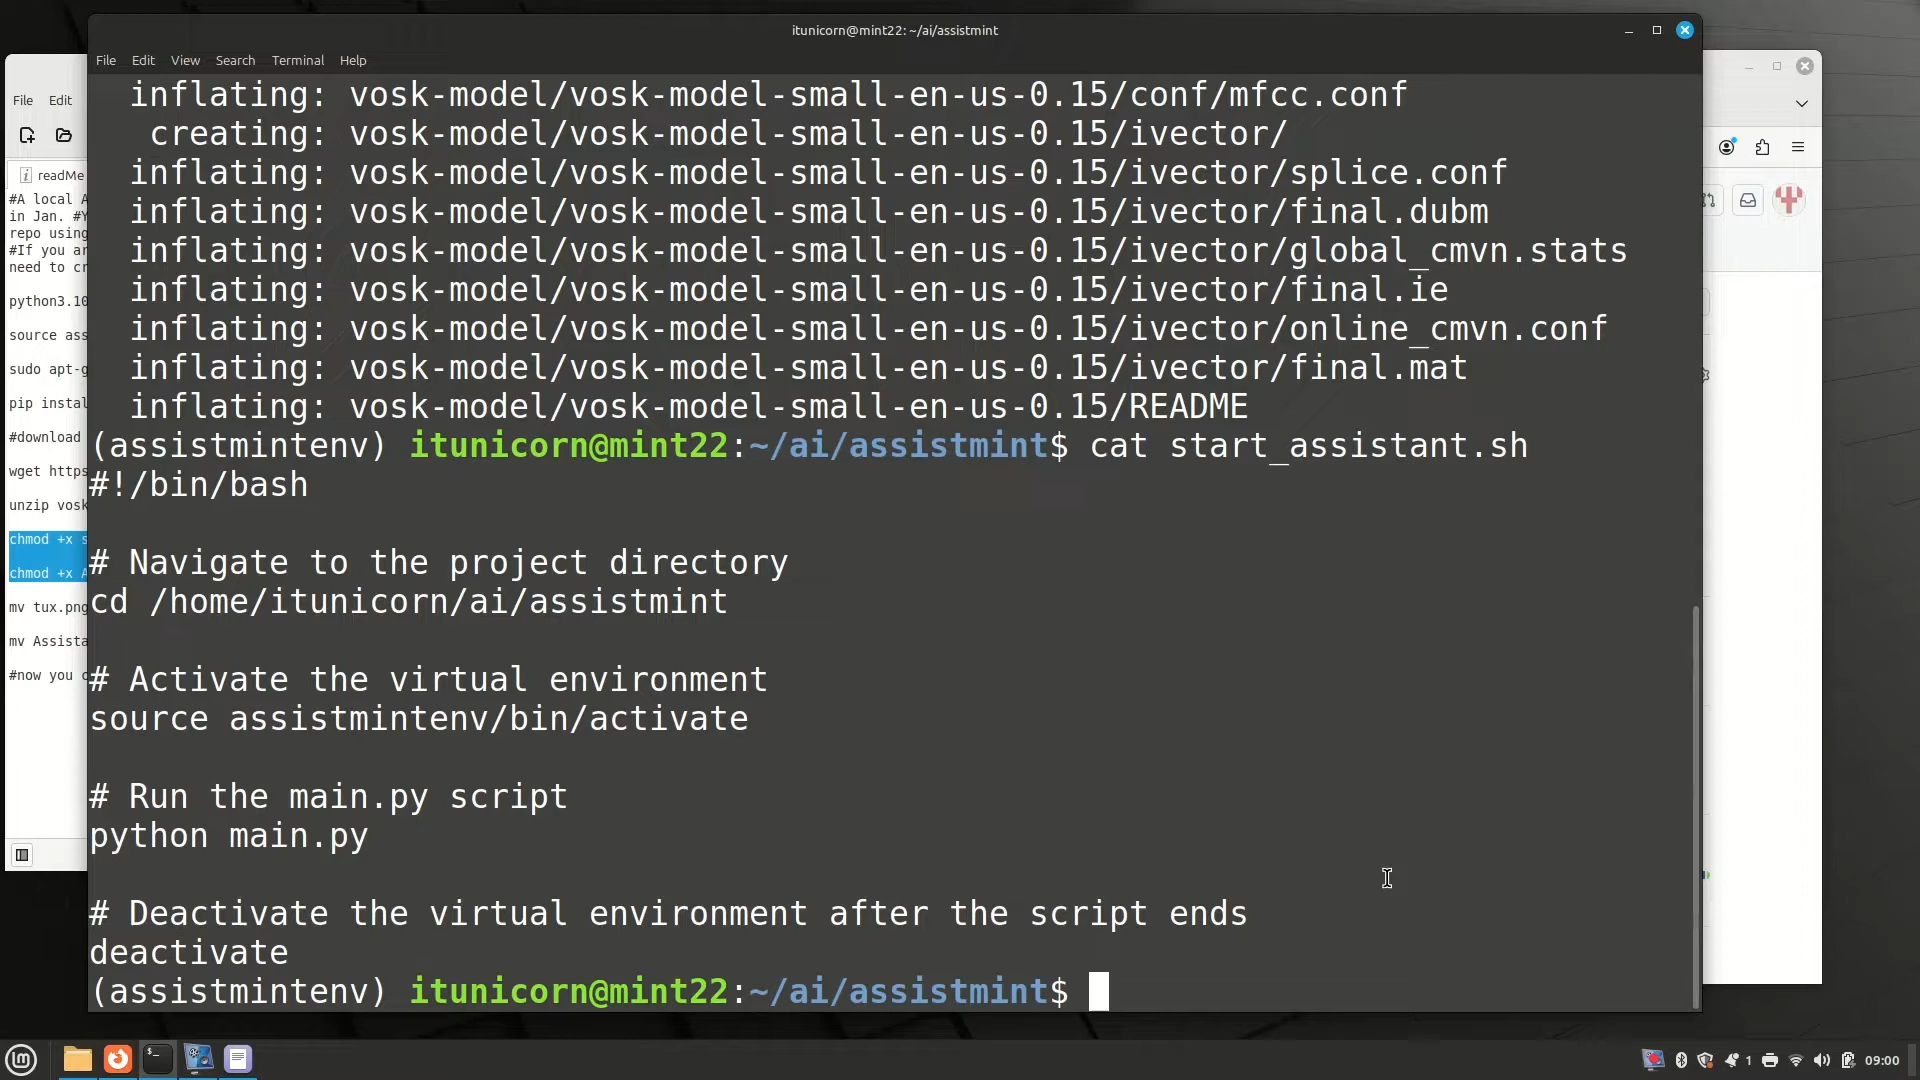 itunicorn@mint22: ~/ai/assistmint
File Edit View Search Terminal Help
inflating: vosk-model/vosk-model-small-en-us-0.15/conf/mfcc.conf
creating: vosk-model/vosk-model-small-en-us-0.15/ivector/
inflating: vosk-model/vosk-model-small-en-us-0.15/ivector/splice.conf
inflating: vosk-model/vosk-model-small-en-us-0.15/ivector/final.dubm
inflating: vosk-model/vosk-model-small-en-us-0.15/ivector/global_cmvn.stats
inflating: vosk-model/vosk-model-small-en-us-0.15/ivector/final.ie
inflating: vosk-model/vosk-model-small-en-us-0.15/ivector/online_cmvn.conf
inflating: vosk-model/vosk-model-small-en-us-0.15/ivector/final.mat
inflating: vosk-model/vosk-model-small-en-us-0.15/README
(assistmintenv) itunicorn@mint22:~/ai/assistmint$ cat start_assistant.sh
#!/bin/bash
# Navigate to the project directory
cd /home/itunicorn/ai/assistmint
# Activate the virtual environment
source assistmintenv/bin/activate
# Run the main.py script
python main.py
# Deactivate the virtual environment after the script ends
deactivate
(assistmintenv) itunicorn@mint22:~/ai/assistmint$
File Edit
readMe
#A local A
in Jan. #Y
repo using
#If you ar
need to cr
python3.10
source ass
sudo apt-g
pip instal
#download
wget https
unzip vosk
chmod +x s
chmod +x A
mv tux.png
mv Assista
#now you c
1
09:00